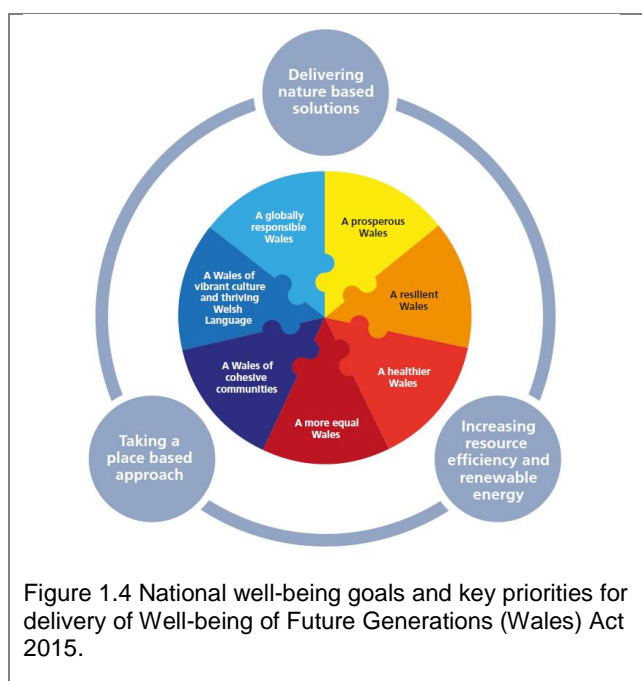 Delivering
nature based
solutions
A globally
responsible
Wales
A prosperous
Wales
A Wales of
vibrant culture
and thriving
Welsh
Language
A resilient
Wales
A Wales of
cohesive
communities
A healthier
Wales
A more equal
Wales
Taking a
place based
approach
Increasing
resource
efficiency and
renewable
energy
Figure 1.4 National well-being goals and key priorities for
delivery of Well-being of Future Generations (Wales) Act
2015.